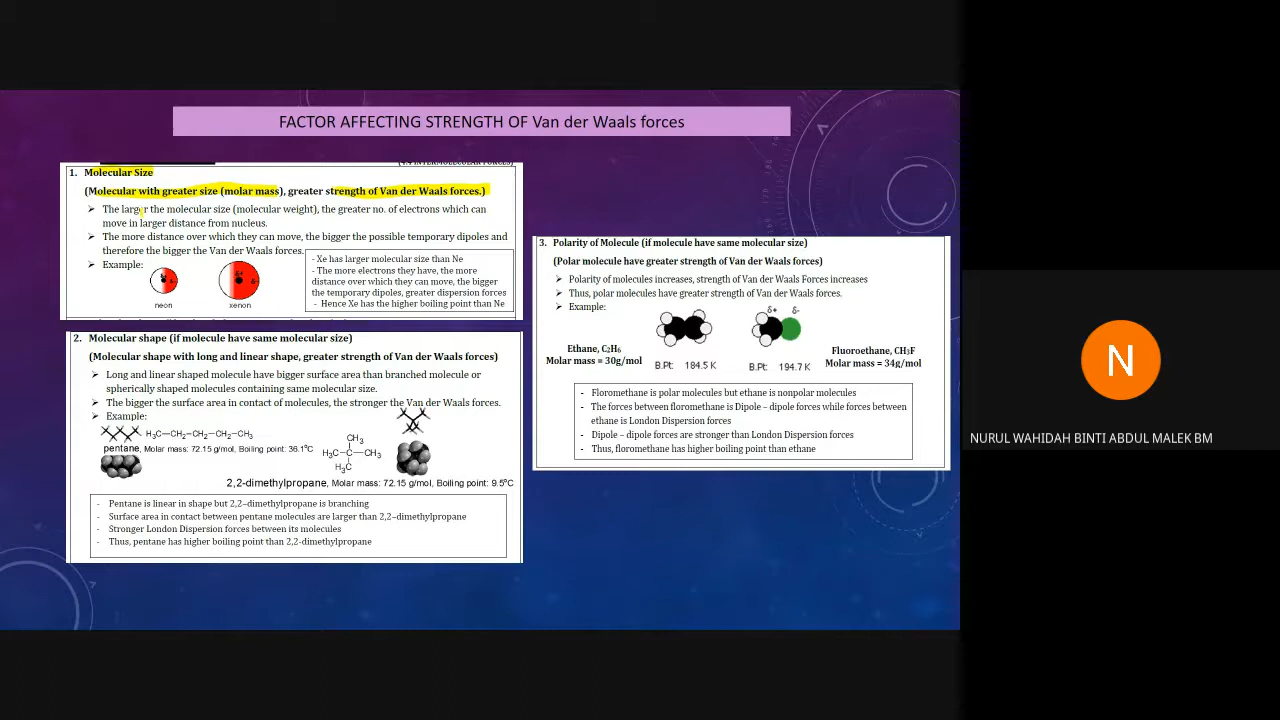 FACTOR AFFECTING STRENGTH OF Van der Waals forces
(4.4 INTERMOLECULAR FORCES)
1. Molecular Size
(Molecular with greater size (molar mass), greater strength of Van der Waals forces.)
➢ The larger the molecular size (molecular weight), the greater no. of electrons which can
move in larger distance from nucleus.
➢ The more distance over which they can move, the bigger the possible temporary dipoles and
therefore the bigger the Van der Waals forces.
➢ Example:
neon
xenon
δ+
δ-
- Xe has larger molecular size than Ne
- The more electrons they have, the more
distance over which they can move, the bigger
the temporary dipoles, greater dispersion forces
- Hence Xe has the higher boiling point than Ne
2. Molecular shape (if molecule have same molecular size)
(Molecular shape with long and linear shape, greater strength of Van der Waals forces)
➢ Long and linear shaped molecule have bigger surface area than branched molecule or
spherically shaped molecules containing same molecular size.
➢ The bigger the surface area in contact of molecules, the stronger the Van der Waals forces.
➢ Example:
H₃C—CH₂—CH₂—CH₂—CH₃
pentane, Molar mass: 72.15 g/mol, Boiling point: 36.1°C
CH₃
H₃C—C—CH₃
H₃C
2,2-dimethylpropane, Molar mass: 72.15 g/mol, Boiling point: 9.5°C
- Pentane is linear in shape but 2,2–dimethylpropane is branching
- Surface area in contact between pentane molecules are larger than 2,2–dimethylpropane
- Stronger London Dispersion forces between its molecules
- Thus, pentane has higher boiling point than 2,2-dimethylpropane
3. Polarity of Molecule (if molecule have same molecular size)
(Polar molecule have greater strength of Van der Waals forces)
➢ Polarity of molecules increases, strength of Van der Waals Forces increases
➢ Thus, polar molecules have greater strength of Van der Waals forces.
➢ Example:
δ+ δ-
Ethane, C₂H₆
Molar mass = 30g/mol
B.Pt: 184.5 K
B.Pt: 194.7 K
Fluoroethane, CH₃F
Molar mass = 34g/mol
- Floromethane is polar molecules but ethane is nonpolar molecules
- The forces between floromethane is Dipole – dipole forces while forces between
ethane is London Dispersion forces
- Dipole – dipole forces are stronger than London Dispersion forces
- Thus, floromethane has higher boiling point than ethane
N
NURUL WAHIDAH BINTI ABDUL MALEK BM